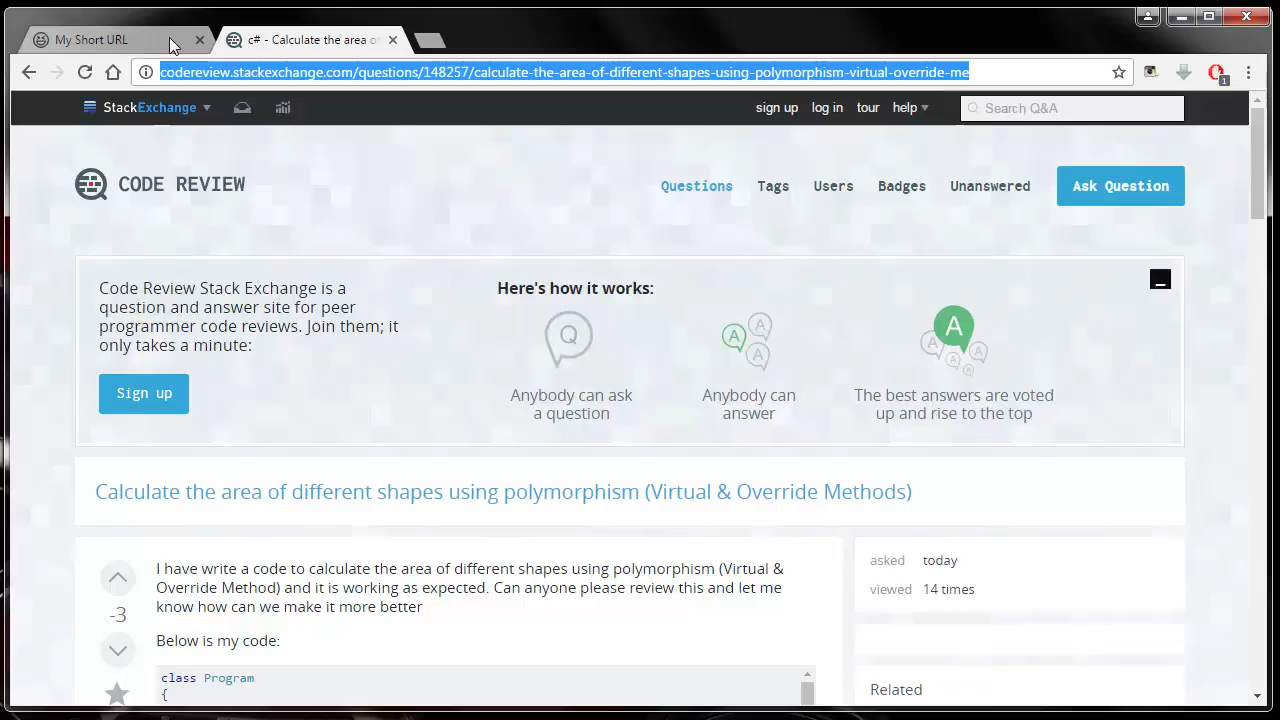 My Short URL
c# - Calculate the area o
codereview.stackexchange.com/questions/148257/calculate-the-area-of-different-shapes-using-polymorphism-virtual-override-me
1
StackExchange
sign up log in tour help
Search Q&A
CODE REVIEW
Questions Tags Users Badges Unanswered Ask Question
Code Review Stack Exchange is a
question and answer site for peer
programmer code reviews. Join them; it
only takes a minute:
Sign up
Here's how it works:
Q
A
A
A
A
A
A
A
A
Anybody can ask
a question
Anybody can
answer
The best answers are voted
up and rise to the top
Calculate the area of different shapes using polymorphism (Virtual & Override Methods)
I have write a code to calculate the area of different shapes using polymorphism (Virtual &
Override Method) and it is working as expected. Can anyone please review this and let me
know how can we make it more better
-3
Below is my code:
class Program
{
asked today
viewed 14 times
Related